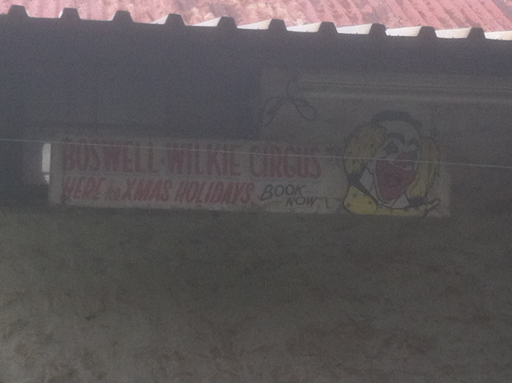 BOSWELL-WILKIE CIRCUS
HERE for XMAS HOLIDAYS BOOK NOW